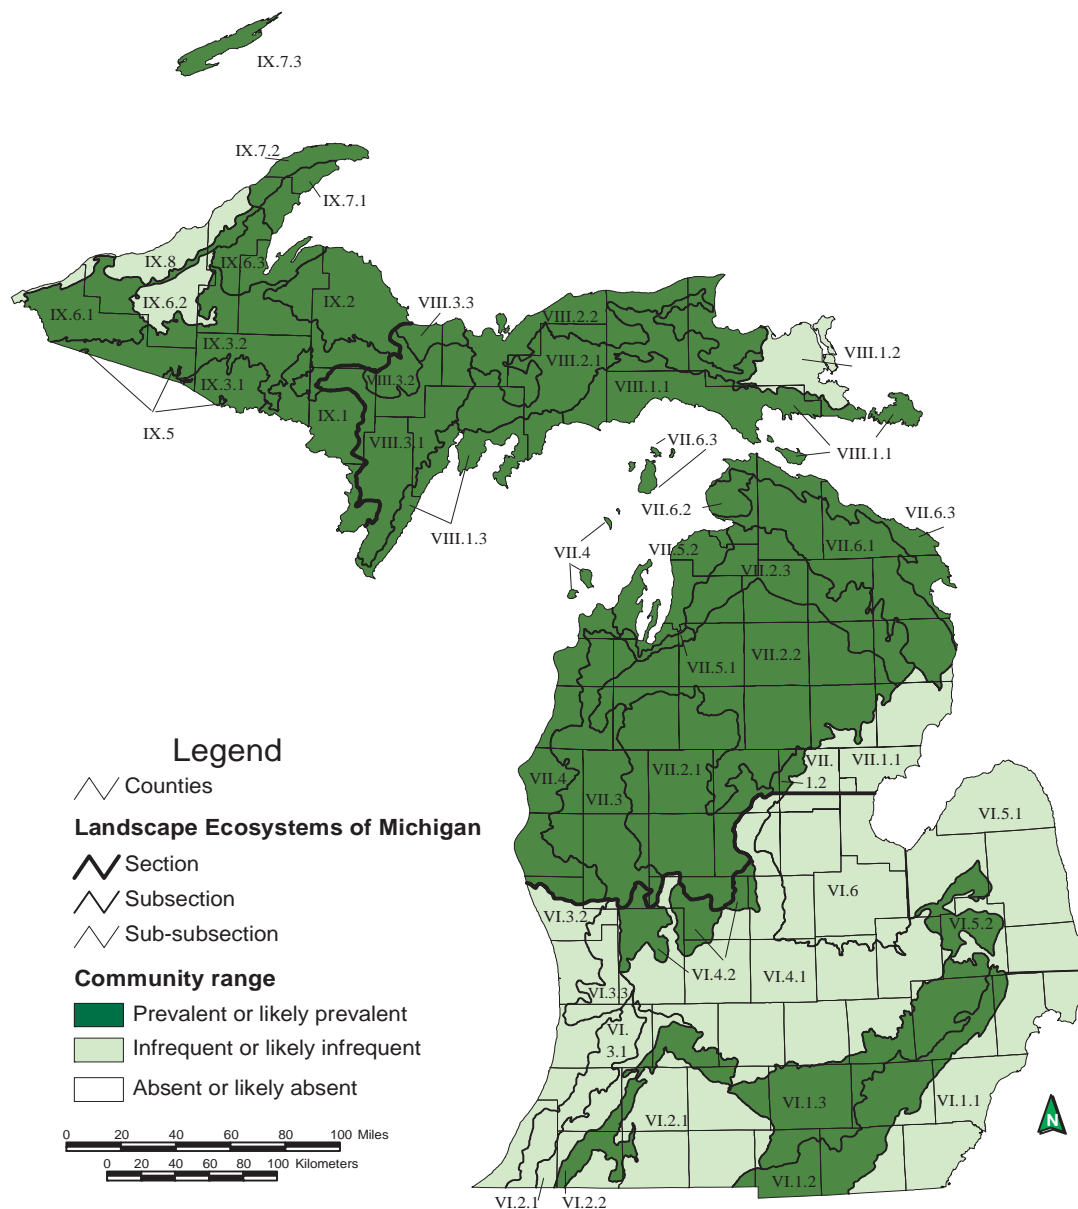 IX.7.3
IX.7.2
IX.7.1
IX.8
IX.6.3
IX.6.2
IX.6.1
IX.2
VIII.3.3
IX.3.2
VIII.2.2
VIII.2.1
VIII.1.2
VIII.3.2
IX.3.1
VIII.1.1
IX.1
IX.5
VIII.3.1
VIII.1.1
VII.6.3
VIII.1.3
VII.6.2
VII.6.3
VII.4
VII.5.2
VII.6.1
VII.2.3
VII.5.1
VII.2.2
VII.4
VII.3
VII.2.1
VII.
1.2
VII.1.1
VI.5.1
VI.6
VI.3.2
VI.5.2
VI.4.2
VI.4.1
VI.3.3
VI.
3.1
VI.2.1
VI.1.3
VI.1.1
VI.1.2
VI.2.1
VI.2.2
Legend
Counties
Landscape Ecosystems of Michigan
Section
Subsection
Sub-subsection
Community range
Prevalent or likely prevalent
Infrequent or likely infrequent
Absent or likely absent
0 20 40 60 80 100 Miles
0 20 40 60 80 100 Kilometers
N